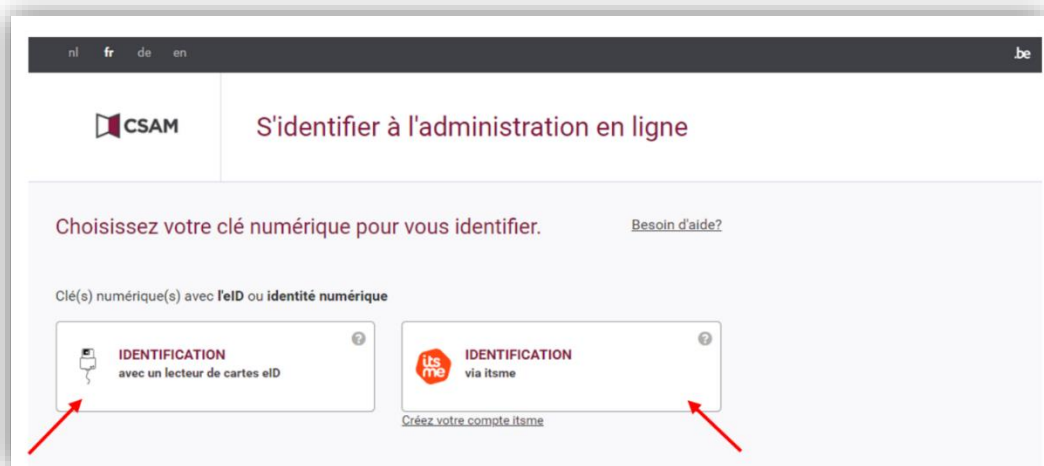 nl fr de en .be
CSAM
S'identifier à l'administration en ligne
Choisissez votre clé numérique pour vous identifier.
Besoin d'aide?
Clé(s) numérique(s) avec l'eID ou identité numérique
?
IDENTIFICATION
avec un lecteur de cartes eID
?
its
me
IDENTIFICATION
via itsme
Créez votre compte itsme